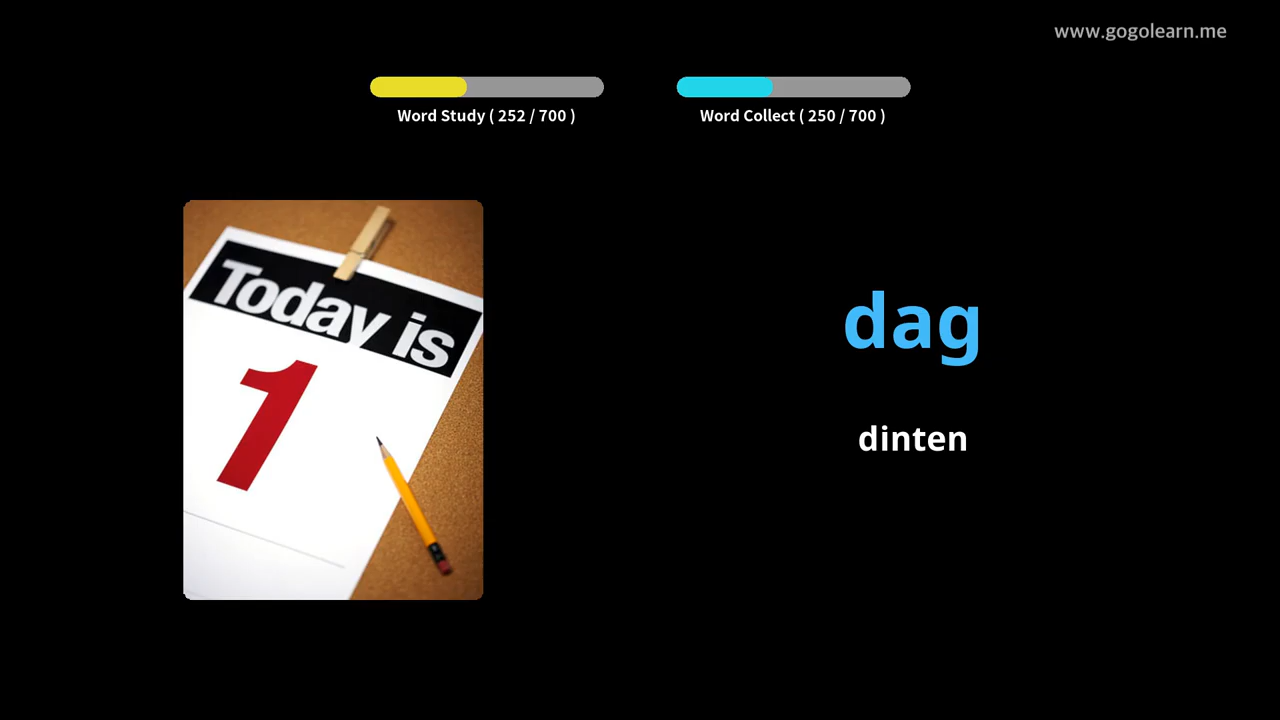 www.gogolearn.me
Word Study ( 252 / 700 )
Word Collect ( 250 / 700 )
Today is
1
dag
dinten